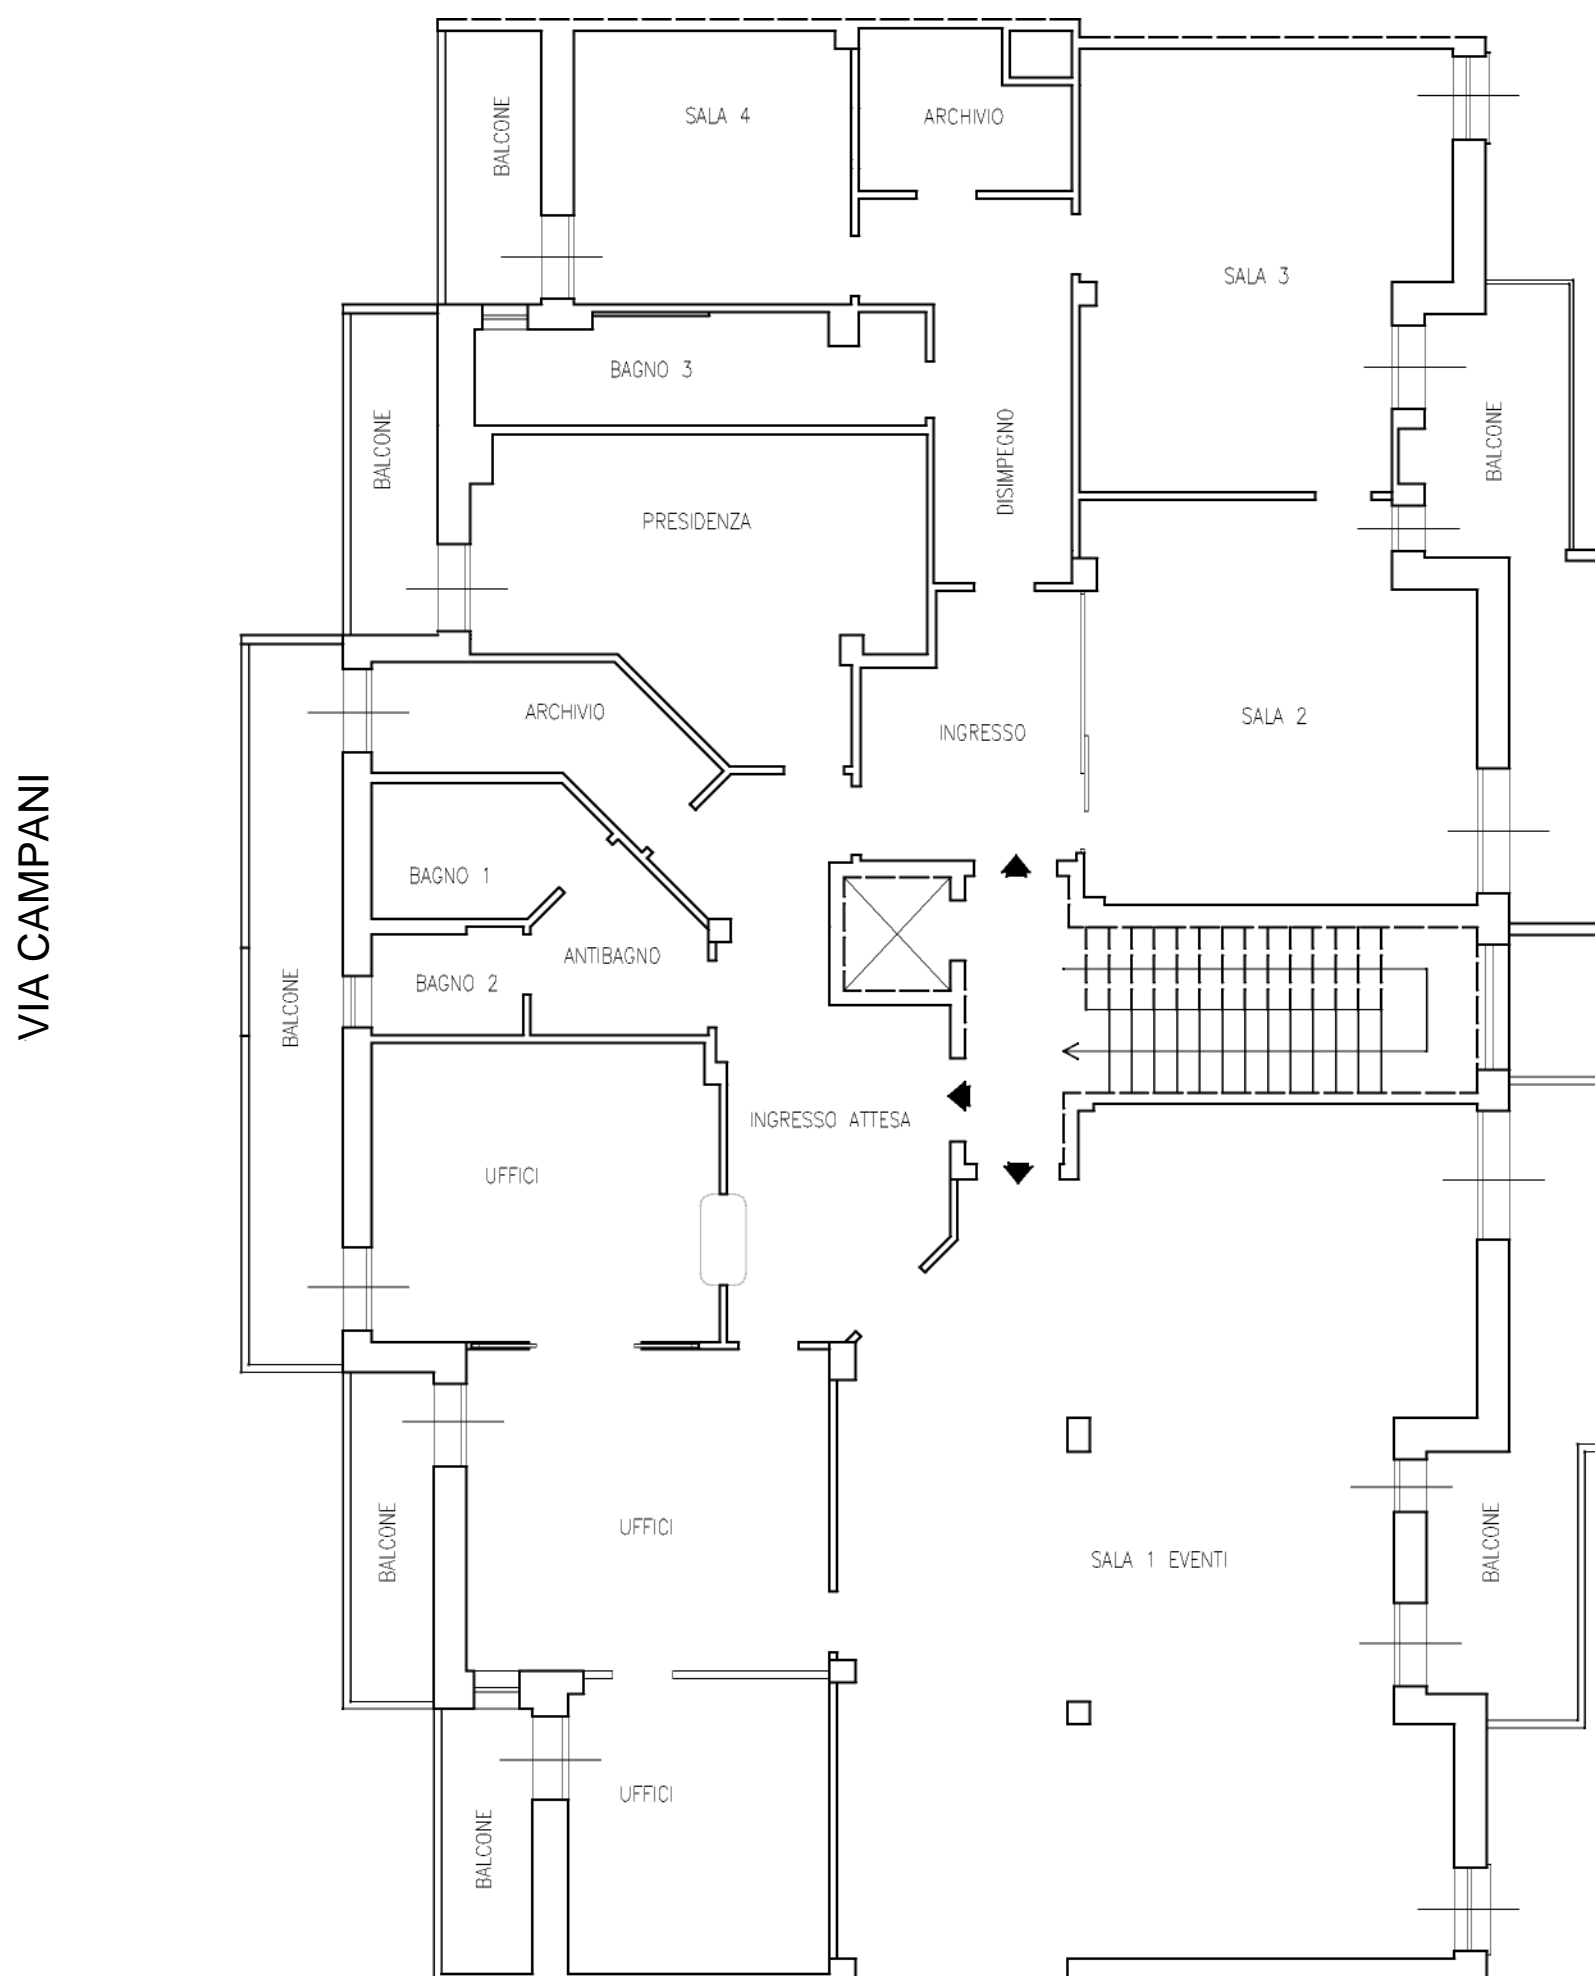 SALA 4
ARCHIVIO
BALCONE
SALA 3
BAGNO 3
BALCONE
DISIMPEGNO
BALCONE
PRESIDENZA
ARCHIVIO
SALA 2
INGRESSO
VIA CAMPANI
BAGNO 1
ANTIBAGNO
BAGNO 2
BALCONE
INGRESSO ATTESA
UFFICI
UFFICI
BALCONE
SALA 1 EVENTI
BALCONE
UFFICI
BALCONE